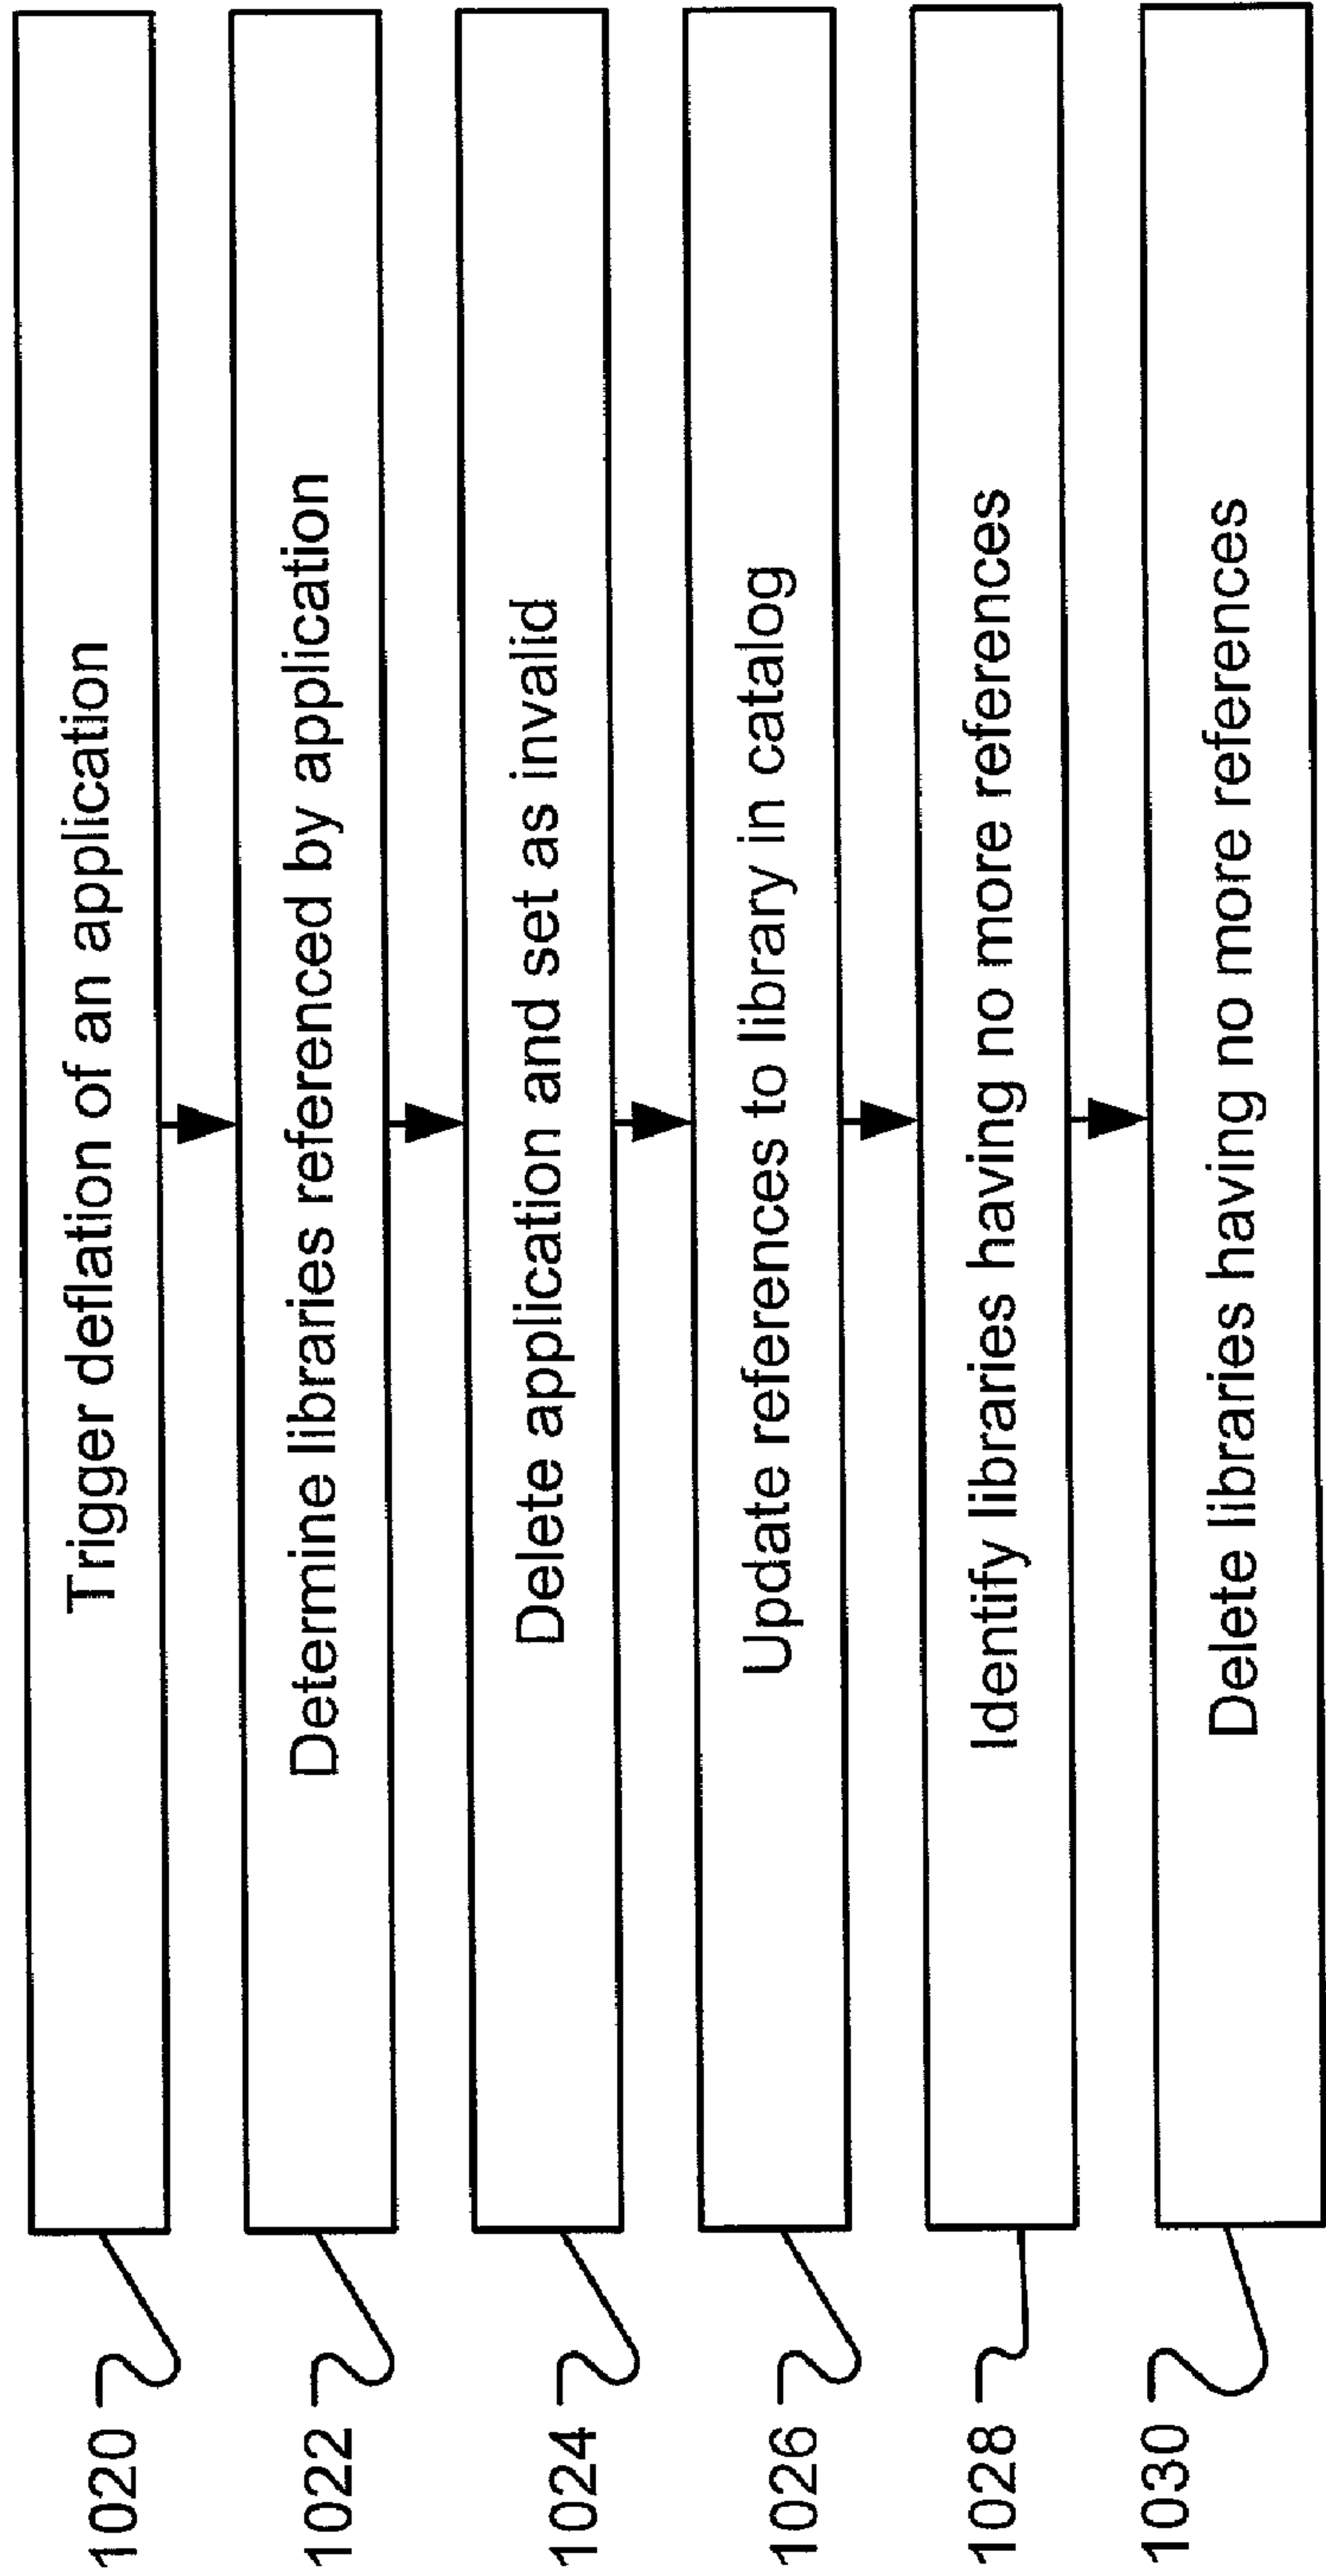 1020
Trigger deflation of an application
1022
Determine libraries referenced by application
1024
Delete application and set as invalid
1026
Update references to library in catalog
1028
Identify libraries having no more references
1030
Delete libraries having no more references